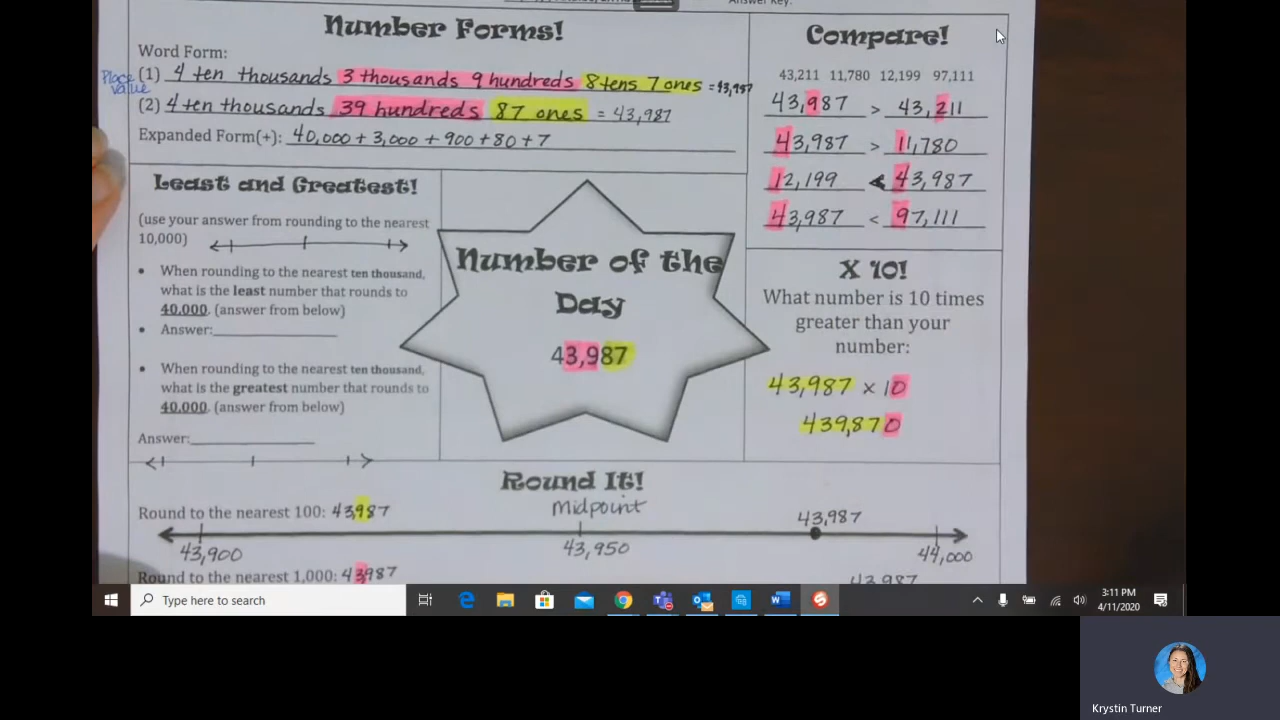 Answer Key:
Number Forms!
Word Form:
Place value
(1) 4 ten thousands 3 thousands 9 hundreds 8 tens 7 ones = 43,987
(2) 4 ten thousands 39 hundreds 87 ones = 43,987
Expanded Form(+): 40,000 + 3,000 + 900 + 80 + 7
Compare!
43,211 11,780 12,199 97,111
43,987 > 43,211
43,987 > 11,780
12,199 < 43,987
43,987 < 97,111
Least and Greatest!
(use your answer from rounding to the nearest
10,000)
• When rounding to the nearest ten thousand,
what is the least number that rounds to
40,000. (answer from below)
• Answer:
• When rounding to the nearest ten thousand,
what is the greatest number that rounds to
40,000. (answer from below)
Answer:
Number of the
Day
43,987
X 10!
What number is 10 times
greater than your
number:
43,987 × 10
439,870
Round It!
Round to the nearest 100: 43,987
midpoint
43,987
43,900
43,950
44,000
Round to the nearest 1,000: 43,987
43,987
Type here to search
3:11 PM
4/11/2020
Krystin Turner